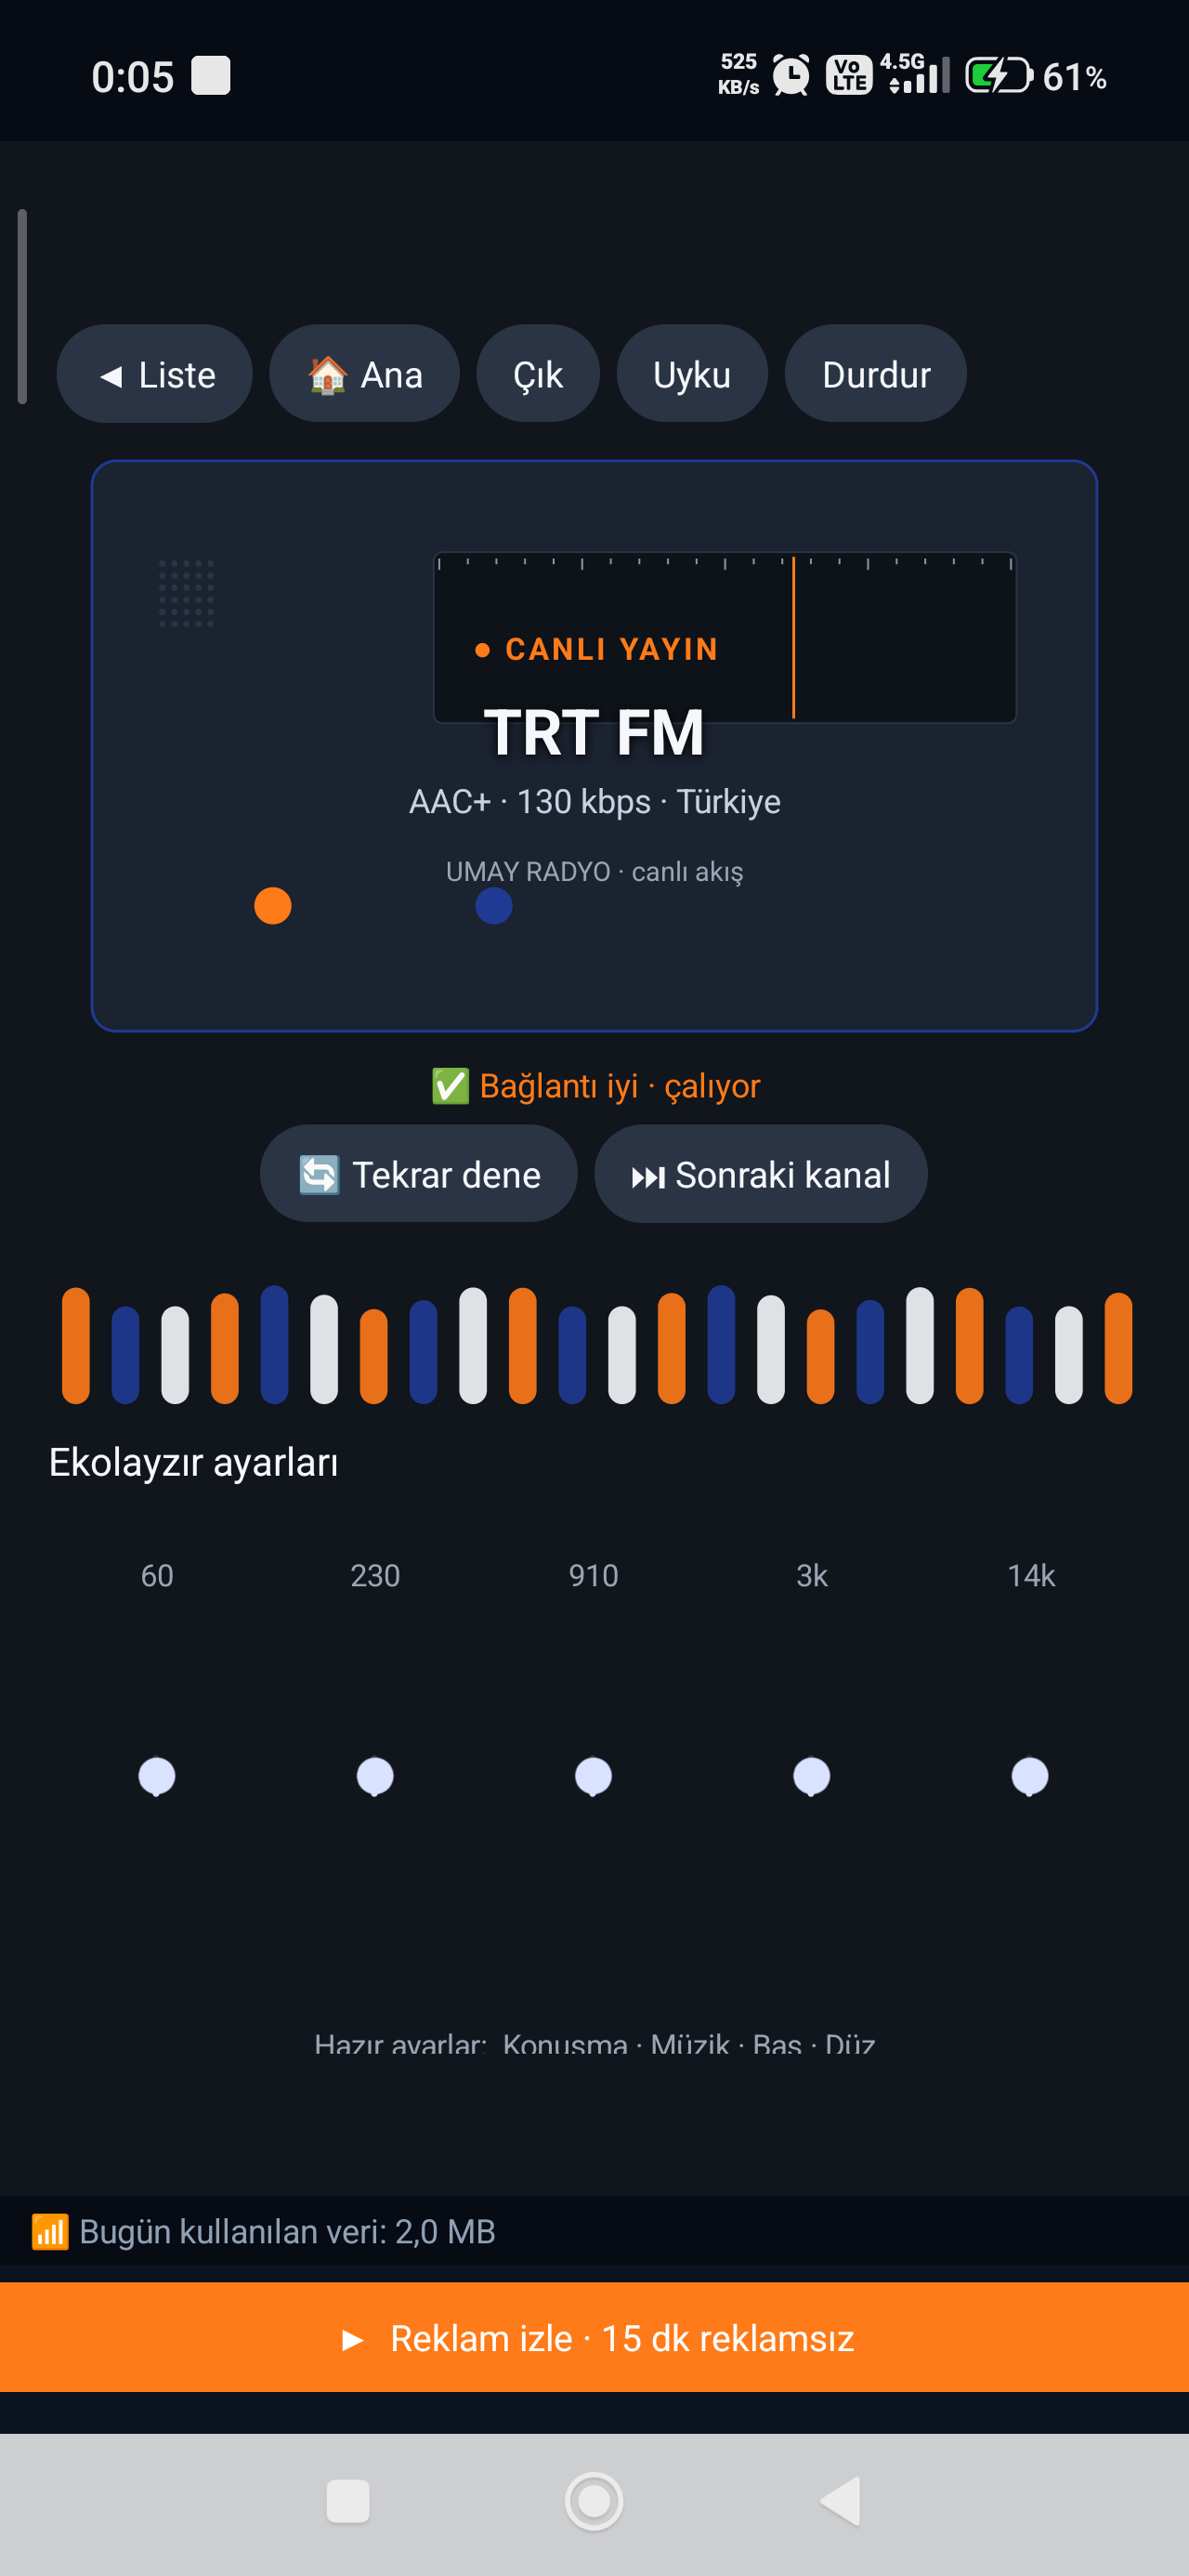 0:05 525 KB/s Vo LTE 4.5G 61%
◄ Liste 🏠 Ana Çık Uyku Durdur
● CANLI YAYIN
TRT FM
AAC+ · 130 kbps · Türkiye
UMAY RADYO · canlı akış
✅ Bağlantı iyi · çalıyor
🔄 Tekrar dene ⏭ Sonraki kanal
Ekolayzır ayarları
60 230 910 3k 14k
Hazır ayarlar: Konuşma · Müzik · Bas · Düz
📶 Bugün kullanılan veri: 2,0 MB
► Reklam izle · 15 dk reklamsız